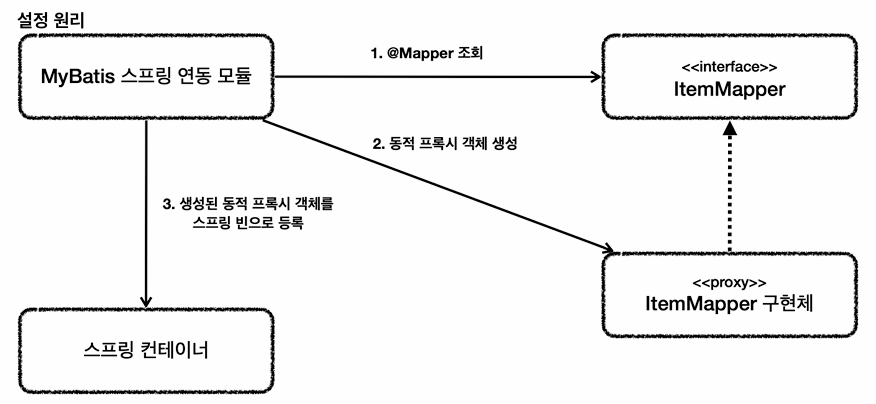 설정 원리
MyBatis 스프링 연동 모듈
1. @Mapper 조회
<<interface>>
ItemMapper
2. 동적 프록시 객체 생성
3. 생성된 동적 프록시 객체를
스프링 빈으로 등록
<<proxy>>
ItemMapper 구현체
스프링 컨테이너